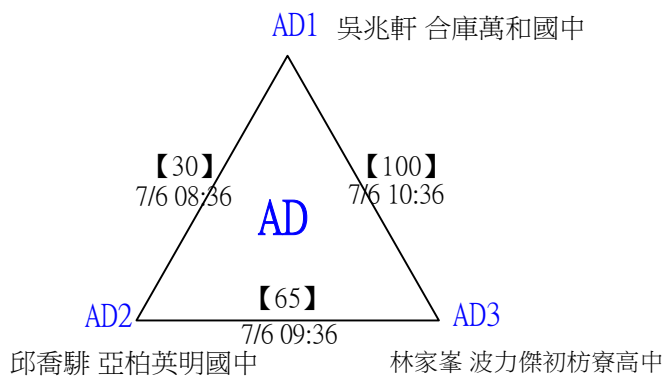 AD1 吳兆軒 合庫萬和國中
【30】 【100】
7/6 08:36 7/6 10:36
AD
【65】
AD2 AD3
7/6 09:36
邱喬騑 亞柏英明國中 林家峯 波力傑初枋寮高中